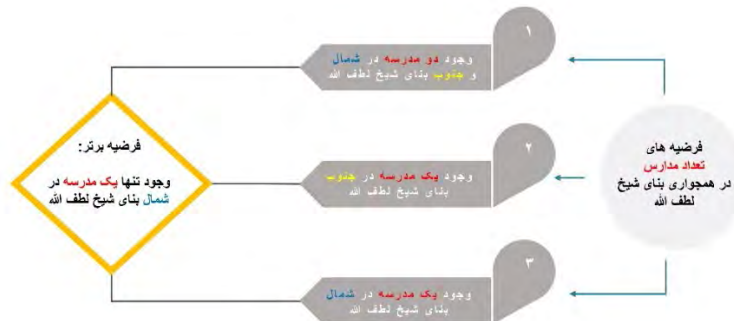 فرضیه های
تعداد مدارس
در همجواری بنای شیخ
لطف الله
۱
وجود دو مدرسه در شمال
و جنوب بنای شیخ لطف الله
۲
وجود یک مدرسه در جنوب
بنای شیخ لطف الله
۳
وجود یک مدرسه در شمال
بنای شیخ لطف الله
فرضیه برتر:
وجود تنها یک مدرسه در
شمال بنای شیخ لطف الله